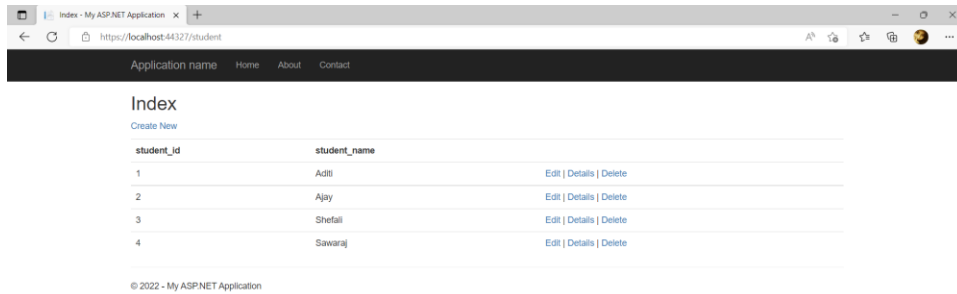 Index - My ASP.NET Application
https://localhost:44327/student
Application name Home About Contact
Index
Create New
student_id student_name
1 Aditi Edit | Details | Delete
2 Ajay Edit | Details | Delete
3 Shefali Edit | Details | Delete
4 Sawaraj Edit | Details | Delete
© 2022 - My ASP.NET Application